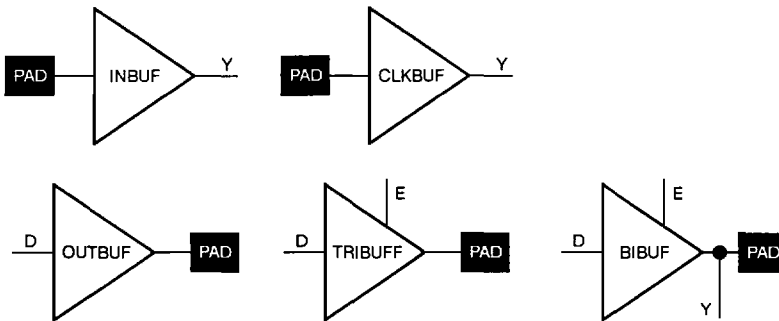 PAD INBUF Y PAD CLKBUF Y
E E
D OUTBUF PAD D TRIBUFF PAD D BIBUF PAD
Y